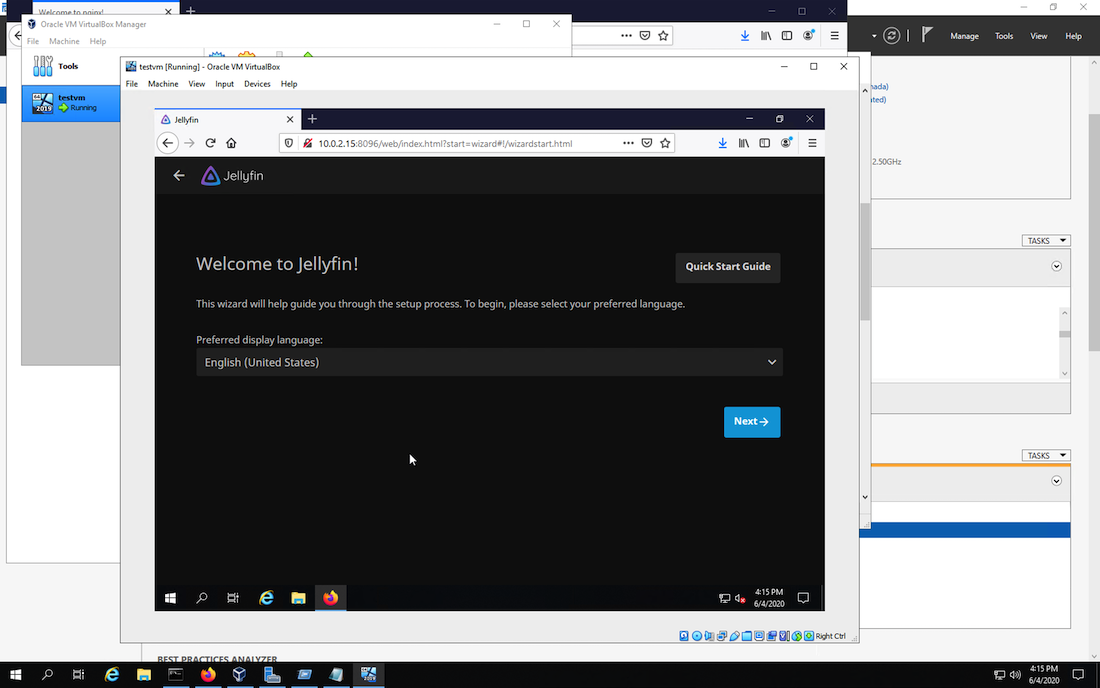 Welcome to nginx!
Oracle VM VirtualBox Manager
File Machine Help
Manage Tools View Help
Tools
testvm
Running
testvm [Running] - Oracle VM VirtualBox
File Machine View Input Devices Help
Jellyfin
10.0.2.15:8096/web/index.html?start=wizard#!/wizardstart.html
Jellyfin
Welcome to Jellyfin!
Quick Start Guide
This wizard will help guide you through the setup process. To begin, please select your preferred language.
Preferred display language:
English (United States)
Next
4:15 PM
6/4/2020
Right Ctrl
nada)
ted)
2.50GHz
TASKS
TASKS
BEST PRACTICES ANALYZER
4:15 PM
6/4/2020